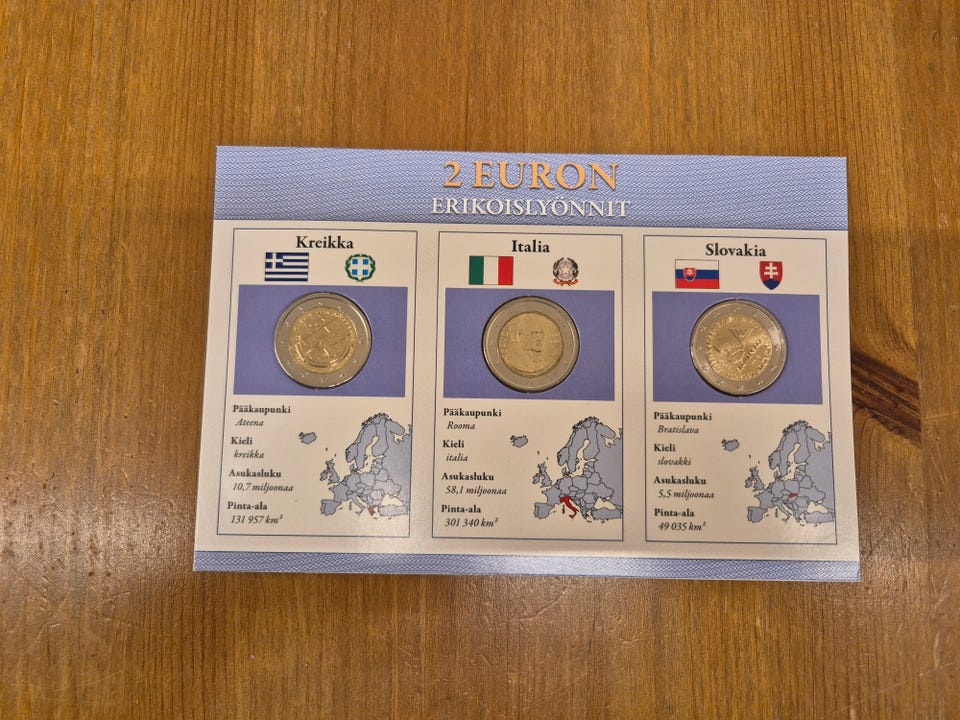 2 EURON
ERIKOISLYÖNNIT
Kreikka
Pääkaupunki
Ateena
Kieli
kreikka
Asukasluku
10,7 miljoonaa
Pinta-ala
131 957 km²
Italia
Pääkaupunki
Rooma
Kieli
italia
Asukasluku
58,1 miljoonaa
Pinta-ala
301 340 km²
Slovakia
Pääkaupunki
Bratislava
Kieli
slovakki
Asukasluku
5,5 miljoonaa
Pinta-ala
49 035 km²